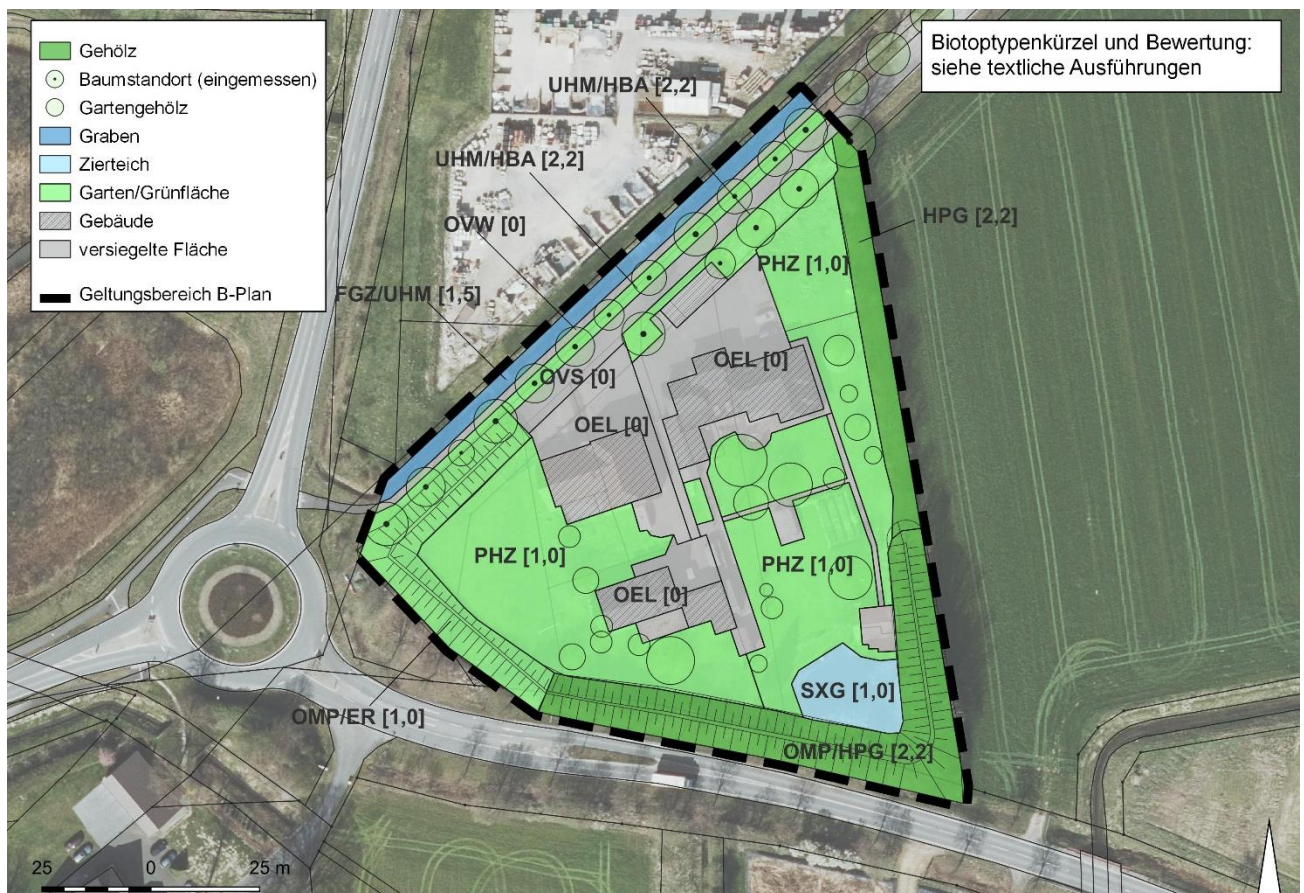 Gehölz
Baumstandort (eingemessen)
Gartengehölz
Graben
Zierteich
Garten/Grünfläche
Gebäude
versiegelte Fläche
Geltungsbereich B-Plan
Biotoptypenkürzel und Bewertung:
siehe textliche Ausführungen
UHM/HBA [2,2]
UHM/HBA [2,2]
OVW [0]
HPG [2,2]
PHZ [1,0]
FGZ/UHM [1,5]
OEL [0]
OVS [0]
OEL [0]
PHZ [1,0]
PHZ [1,0]
OEL [0]
SXG [1,0]
OMP/ER [1,0]
OMP/HPG [2,2]
25 0 25 m